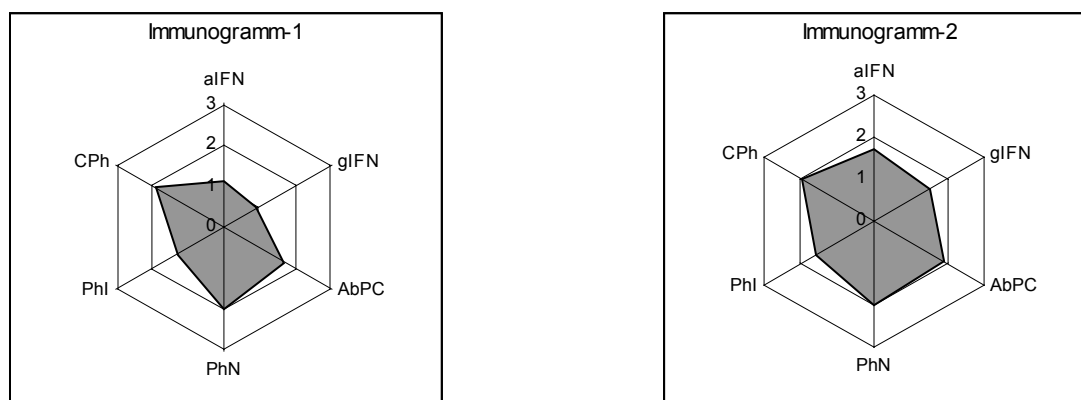 Immunogramm-1
aIFN
3
CPh
2
gIFN
1
0
PhI
AbPC
PhN
Immunogramm-2
aIFN
3
CPh
2
gIFN
1
0
PhI
AbPC
PhN